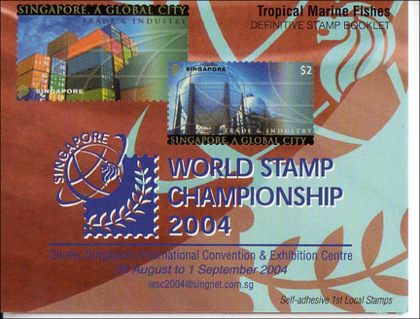 SINGAPORE, A GLOBAL CITY
TRADE & INDUSTRY
Tropical Marine Fishes
DEFINITIVE STAMP BOOKLET
SINGAPORE
$2
TRADE & INDUSTRY
SINGAPORE, A GLOBAL CITY
SINGAPORE
WORLD STAMP
CHAMPIONSHIP
2004
Suntec Singapore International Convention & Exhibition Centre
28 August to 1 September 2004
wsc2004@singnet.com.sg
Self-adhesive 1st Local Stamps